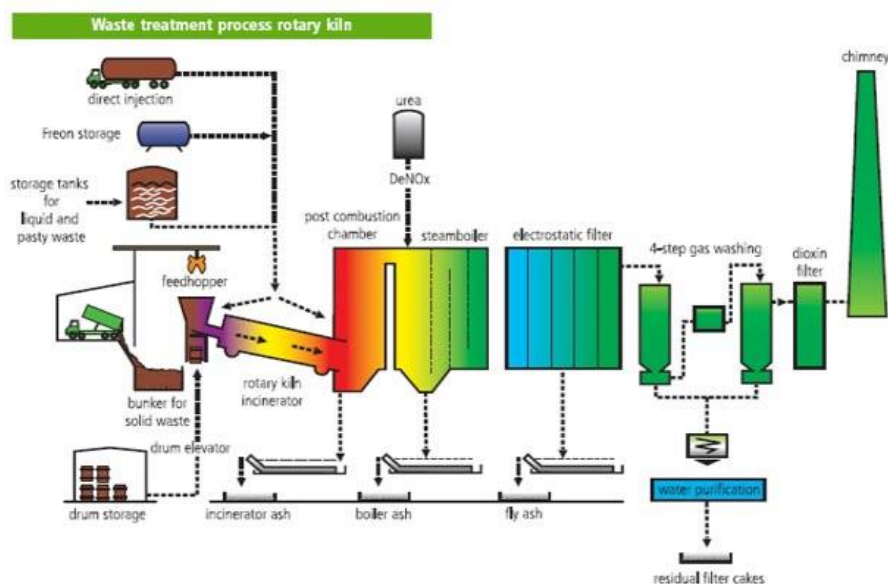 Waste treatment process rotary kiln
chimney
direct injection
urea
Freon storage
DeNOx
storage tanks
for
liquid and
pasty waste
post combustion
chamber
steamboiler
electrostatic filter
4-step gas washing
dioxin
filter
feedhopper
rotary kiln
incinerator
bunker for
solid waste
drum elevator
drum storage
incinerator ash
boiler ash
fly ash
water purification
residual filter cakes